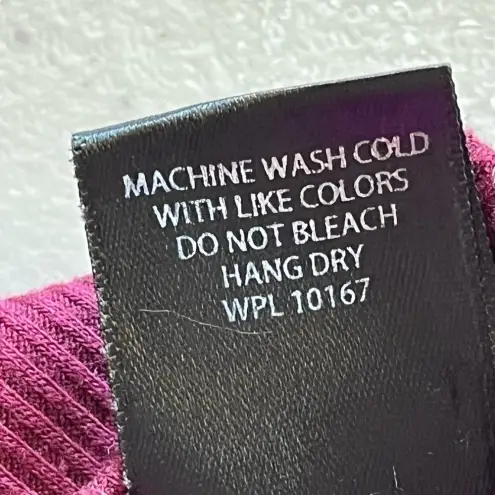 MACHINE WASH COLD
WITH LIKE COLORS
DO NOT BLEACH
HANG DRY
WPL 10167